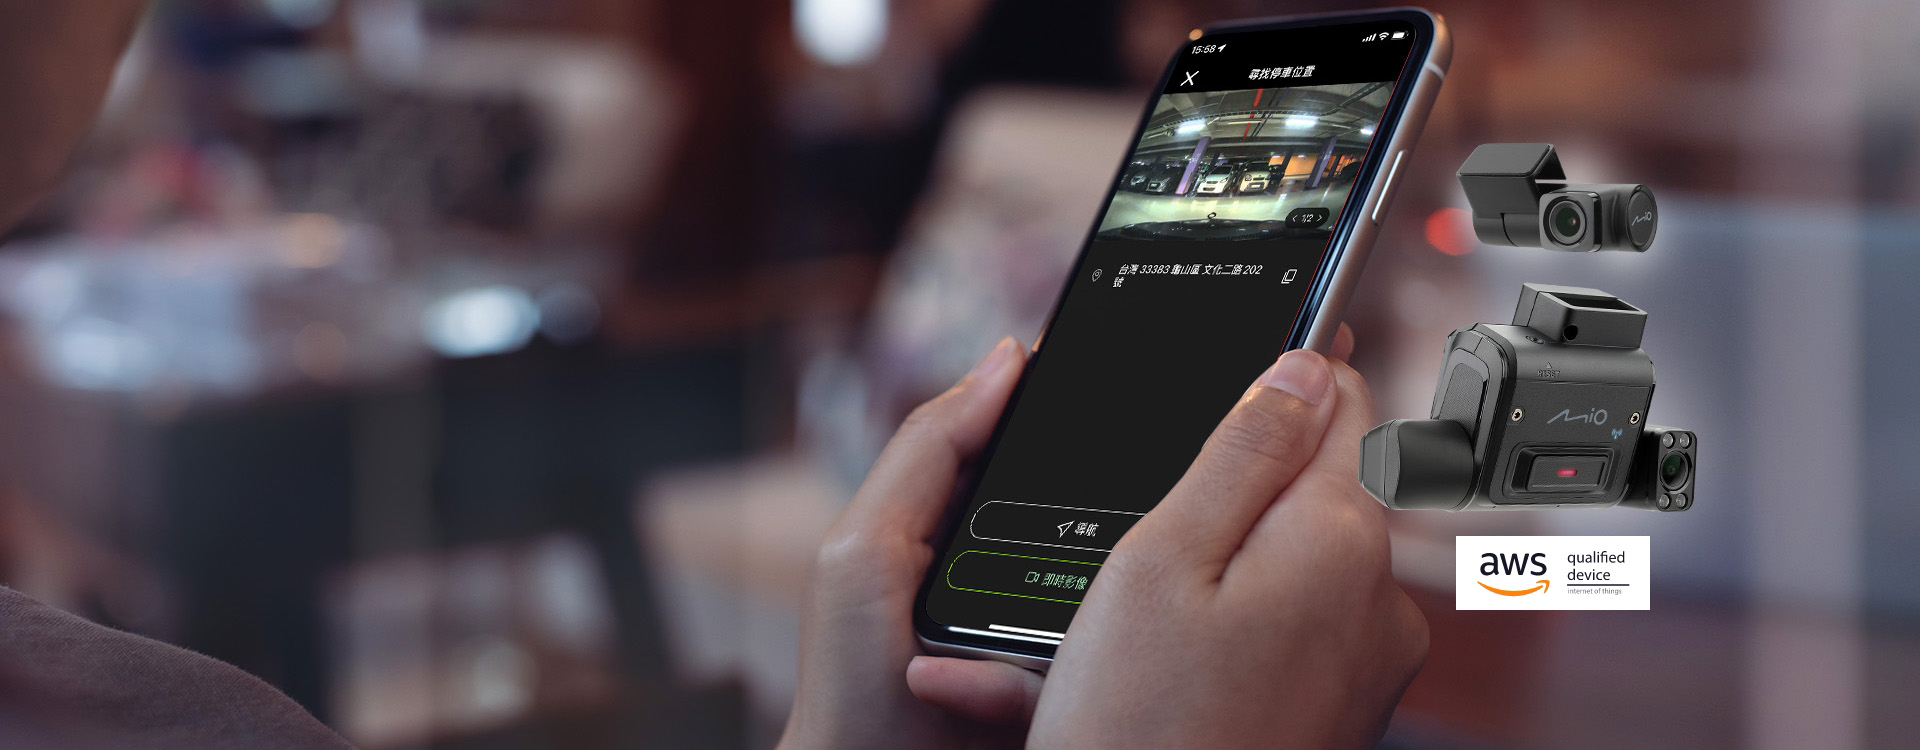 15:58
尋找停車位置
1/2
台灣 33383 龜山區 文化二路 202
號
導航
即時影像
Mio
RESET
Mio
aws
qualified
device
internet of things